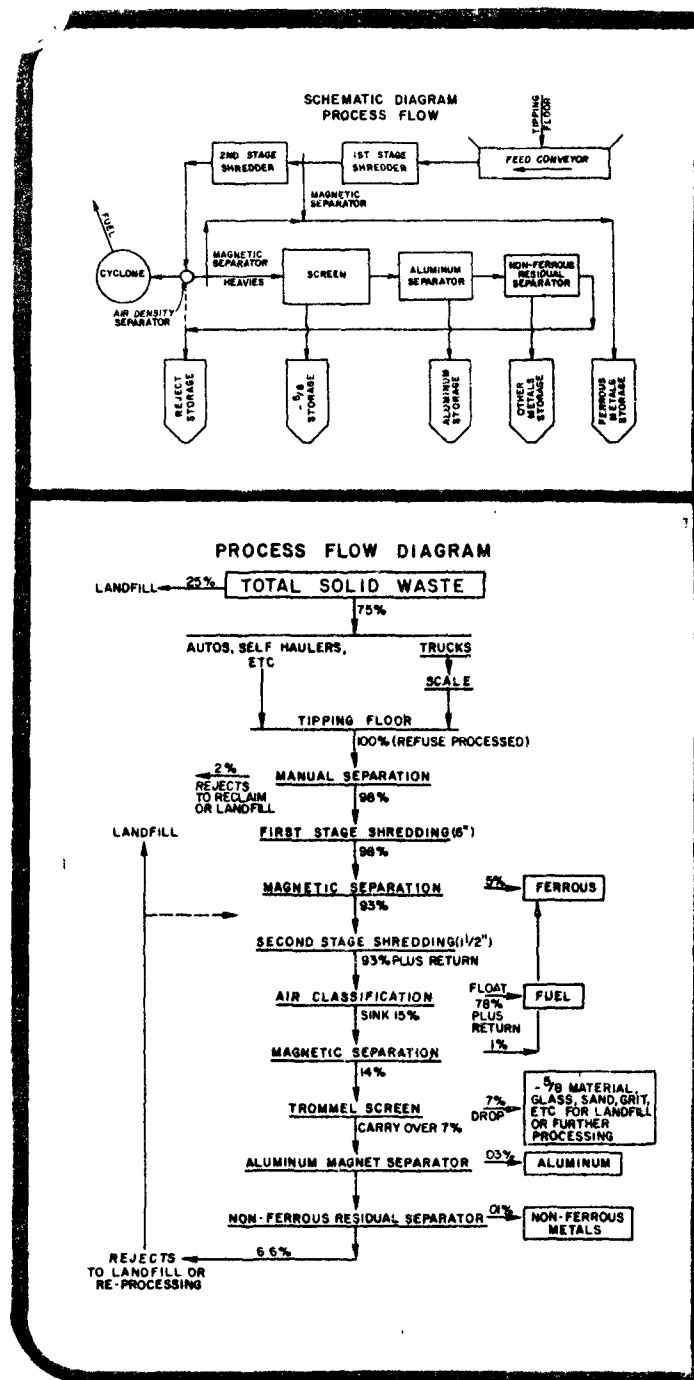 SCHEMATIC DIAGRAM
PROCESS FLOW
TIPPING
FLOOR
2ND STAGE
SHREDDER
1ST STAGE
SHREDDER
FEED CONVEYOR
MAGNETIC
SEPARATOR
FUEL
CYCLONE
MAGNETIC
SEPARATOR
HEAVIES
SCREEN
ALUMINUM
SEPARATOR
NON-FERROUS
RESIDUAL
SEPARATOR
AIR DENSITY
SEPARATOR
REJECT
STORAGE
- 5/8
STORAGE
ALUMINUM
STORAGE
OTHER
METALS
STORAGE
FERROUS
METALS
STORAGE
PROCESS FLOW DIAGRAM
LANDFILL
25%
TOTAL SOLID WASTE
75%
AUTOS, SELF HAULERS,
ETC
TRUCKS
SCALE
TIPPING FLOOR
100% (REFUSE PROCESSED)
2%
REJECTS
TO RECLAIM
OR LANDFILL
MANUAL SEPARATION
98%
LANDFILL
FIRST STAGE SHREDDING (6")
98%
MAGNETIC SEPARATION
93%
5%
FERROUS
SECOND STAGE SHREDDING (1 1/2")
93% PLUS RETURN
AIR CLASSIFICATION
SINK 15%
FLOAT
78%
PLUS
RETURN
FUEL
1%
MAGNETIC SEPARATION
14%
TROMMEL SCREEN
CARRY OVER 7%
7%
DROP
- 5/8 MATERIAL,
GLASS, SAND, GRIT,
ETC FOR LANDFILL
OR FURTHER
PROCESSING
ALUMINUM MAGNET SEPARATOR
03%
ALUMINUM
NON-FERROUS RESIDUAL SEPARATOR
.01%
NON-FERROUS
METALS
6.6%
REJECTS
TO LANDFILL OR
RE-PROCESSING